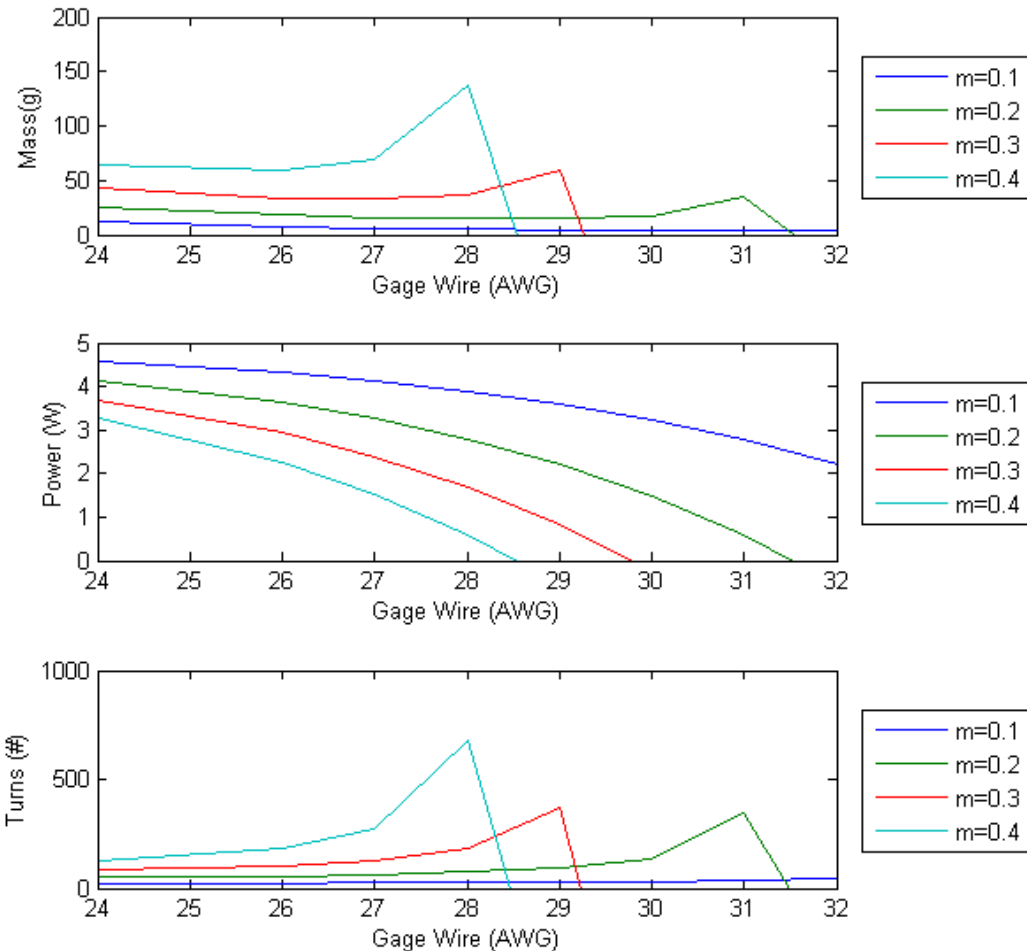 200
150
100
50
0
Mass(g)
24 25 26 27 28 29 30 31 32
Gage Wire (AWG)
m=0.1
m=0.2
m=0.3
m=0.4
5
4
3
2
1
0
Power (W)
24 25 26 27 28 29 30 31 32
Gage Wire (AWG)
m=0.1
m=0.2
m=0.3
m=0.4
1000
500
0
Turns (#)
24 25 26 27 28 29 30 31 32
Gage Wire (AWG)
m=0.1
m=0.2
m=0.3
m=0.4